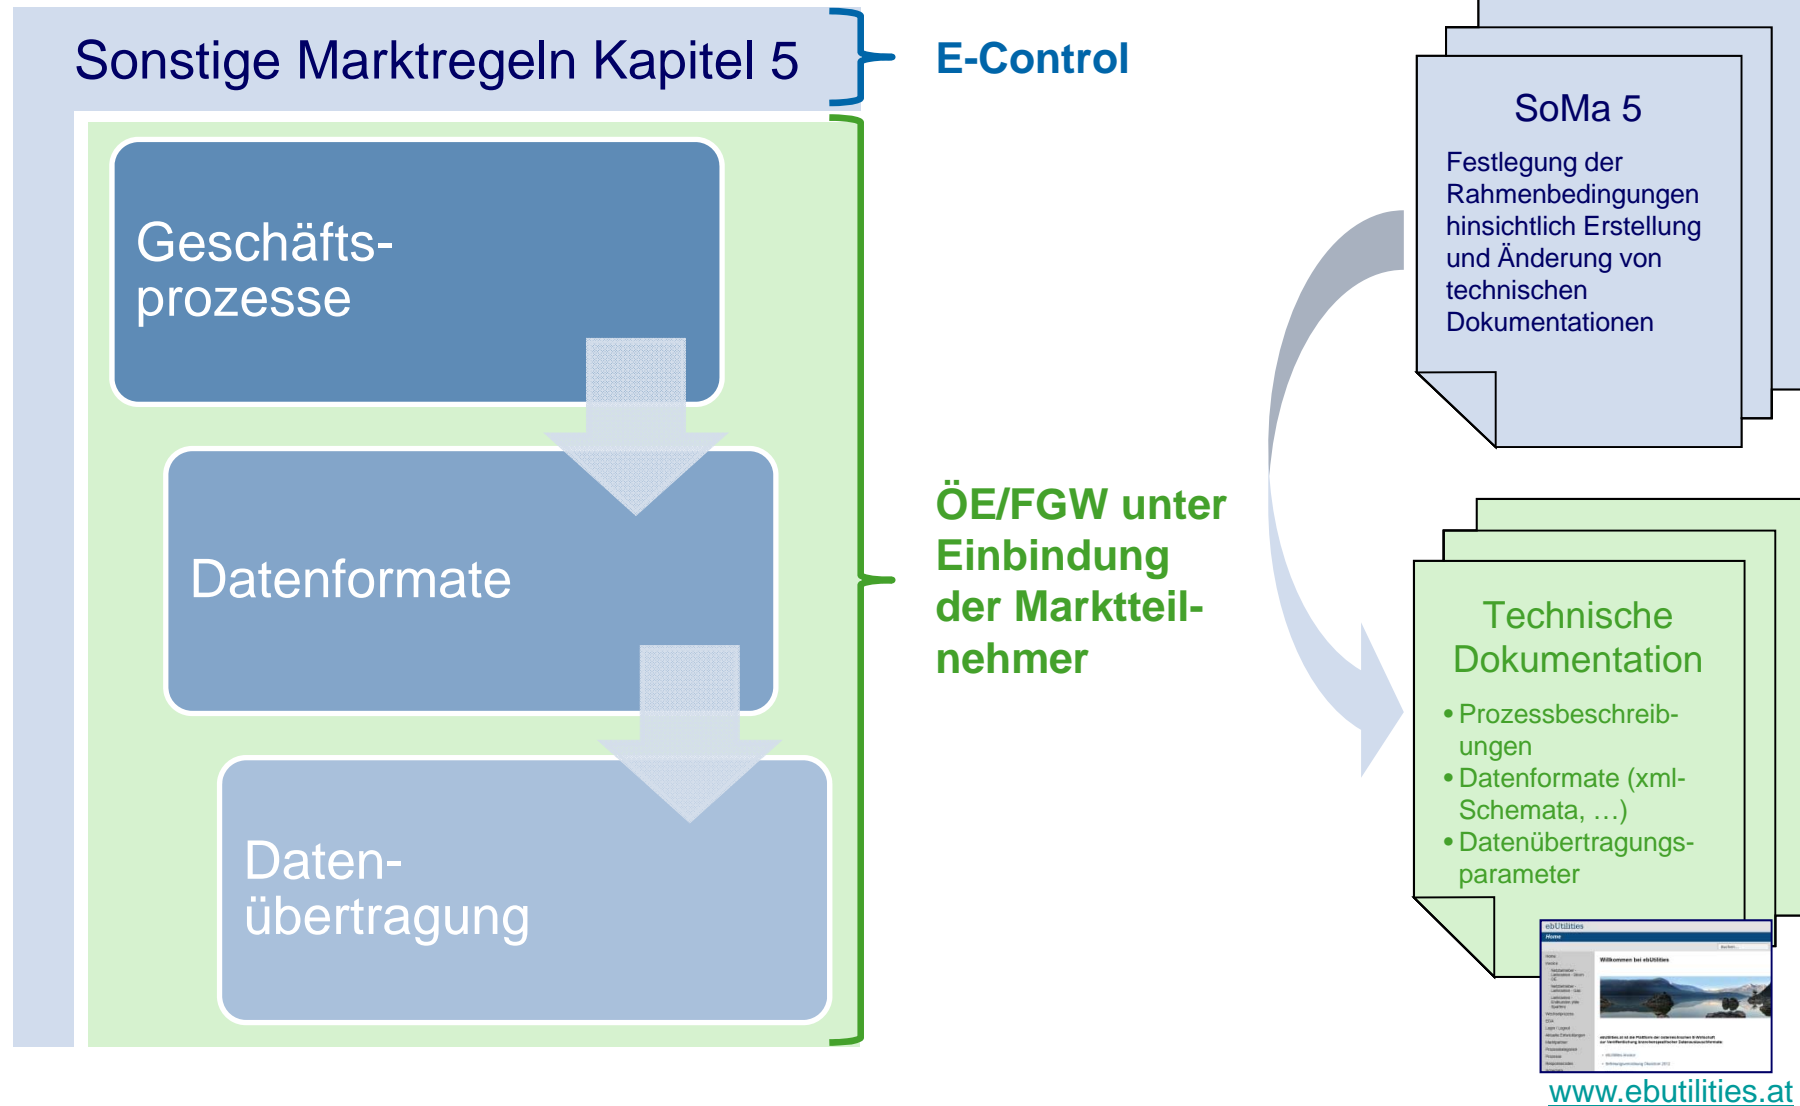 Sonstige Marktregeln Kapitel 5
E-Control
Geschäfts-
prozesse
Datenformate
Daten-
übertragung
ÖE/FGW unter
Einbindung
der Marktteil-
nehmer
SoMa 5
Festlegung der
Rahmenbedingungen
hinsichtlich Erstellung
und Änderung von
technischen
Dokumentationen
Technische
Dokumentation
• Prozessbeschreib-
ungen
• Datenformate (xml-
Schemata, …)
• Datenübertragungs-
parameter
ebUtilities
Home
Home
Willkommen bei ebUtilities
www.ebutilities.at